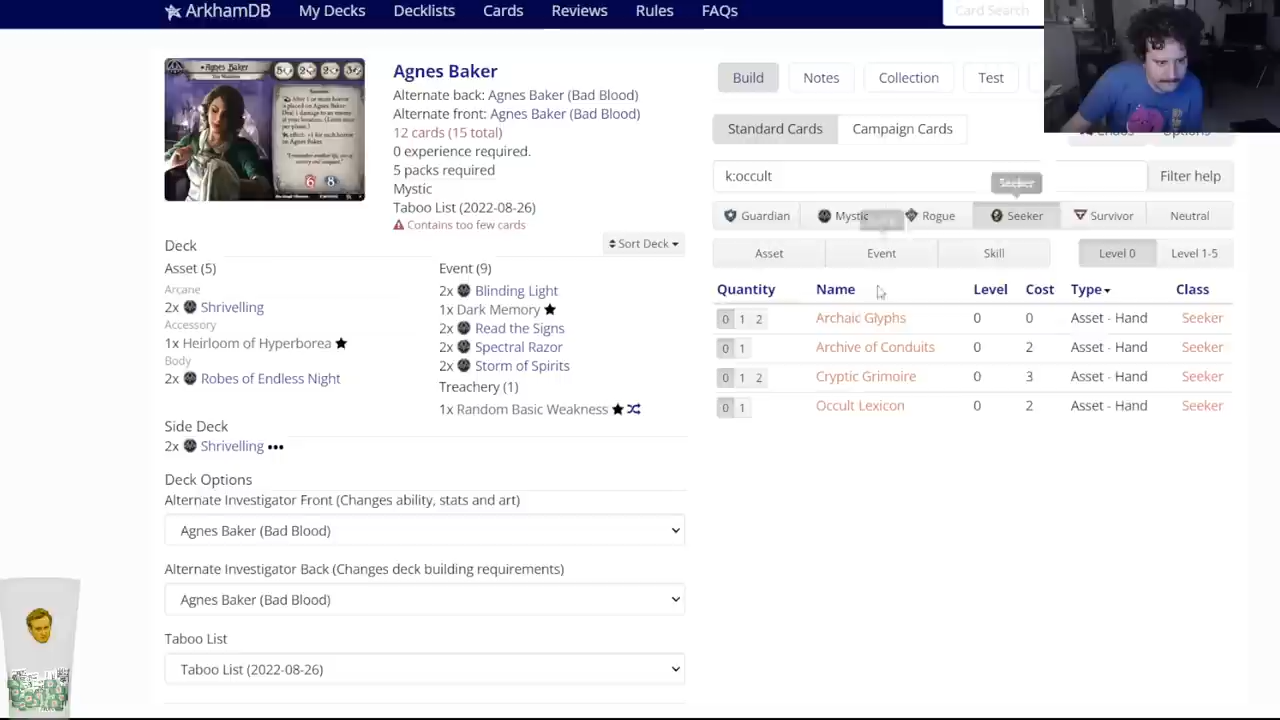 ArkhamDB My Decks Decklists Cards Reviews Rules FAQs Card Search
Agnes Baker
Agnes Baker
Alternate back: Agnes Baker (Bad Blood)
Alternate front: Agnes Baker (Bad Blood)
12 cards (15 total)
0 experience required.
5 packs required
Mystic
Taboo List (2022-08-26)
Contains too few cards
Sort Deck
Deck
Asset (5)
Arcane
2x Shrivelling
Accessory
1x Heirloom of Hyperborea
Body
2x Robes of Endless Night
Event (9)
2x Blinding Light
1x Dark Memory
2x Read the Signs
2x Spectral Razor
2x Storm of Spirits
Treachery (1)
1x Random Basic Weakness
Side Deck
2x Shrivelling
Deck Options
Alternate Investigator Front (Changes ability, stats and art)
Agnes Baker (Bad Blood)
Alternate Investigator Back (Changes deck building requirements)
Agnes Baker (Bad Blood)
Taboo List
Taboo List (2022-08-26)
Build Notes Collection Test
Standard Cards Campaign Cards Options
k:occult Filter help
Seeker
Guardian Mystic Rogue Seeker Survivor Neutral
Asset Event Skill Level 0 Level 1-5
Quantity Name Level Cost Type Class
0 1 2 Archaic Glyphs 0 0 Asset - Hand Seeker
0 1 Archive of Conduits 0 2 Asset - Hand Seeker
0 1 2 Cryptic Grimoire 0 3 Asset - Hand Seeker
0 1 Occult Lexicon 0 2 Asset - Hand Seeker